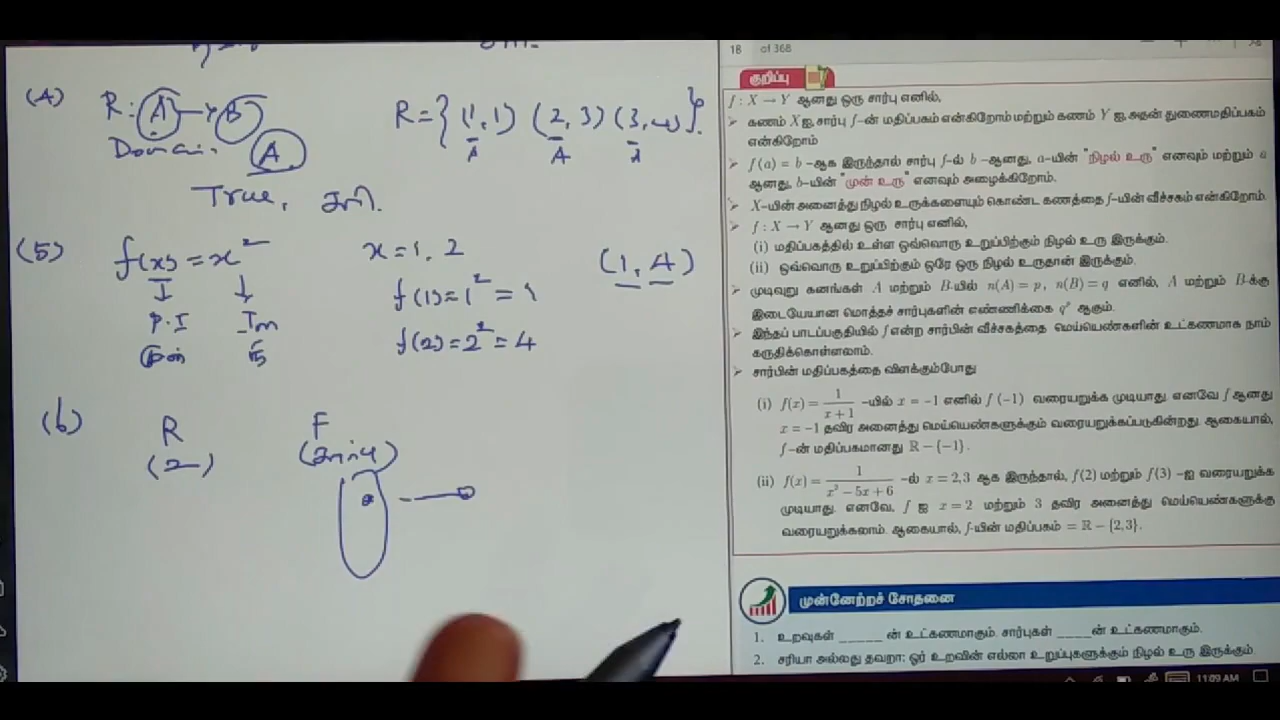 (A) R: A → B R = { (1,1) (2,3) (3,4) }.
A A A
Domain. A
True, சரி.
(5) f(x) = x² x = 1, 2 (1, 4)
f(1) = 1² = 1
P.I Im
f(2) = 2² = 4
முன் நி
(6) R F
(உ) (சார்பு)
18 of 368
குறிப்பு
f : X → Y ஆனது ஒரு சார்பு எனில்,
➤ கணம் X ஐ, சார்பு f-ன் மதிப்பகம் என்கிறோம் மற்றும் கணம் Y ஐ, அதன் துணைமதிப்பகம்
என்கிறோம்
➤ f(a) = b -ஆக இருந்தால் சார்பு f-ல் b -ஆனது, a-யின் "நிழல் உரு" எனவும் மற்றும் a
ஆனது, b-யின் "முன் உரு" எனவும் அழைக்கிறோம்.
➤ X-யின் அனைத்து நிழல் உருக்களையும் கொண்ட கணத்தை f-யின் வீச்சகம் என்கிறோம்.
➤ f : X → Y ஆனது ஒரு சார்பு எனில்,
(i) மதிப்பகத்தில் உள்ள ஒவ்வொரு உறுப்பிற்கும் நிழல் உரு இருக்கும்.
(ii) ஒவ்வொரு உறுப்பிற்கும் ஒரே ஒரு நிழல் உருதான் இருக்கும்.
➤ முடிவுறு கனங்கள் A மற்றும் B-யில் n(A) = p, n(B) = q எனில், A மற்றும் B-க்கு
இடையேயான மொத்தச் சார்புகளின் எண்ணிக்கை qᵖ ஆகும்.
➤ இந்தப் பாடப்பகுதியில் f என்ற சார்பின் வீச்சகத்தை மெய்யெண்களின் உட்கணமாக நாம்
கருதிக்கொள்ளலாம்.
➤ சார்பின் மதிப்பகத்தை விளக்கும்போது
(i) f(x) = 1/(x+1) -யில் x = -1 எனில் f(-1) வரையறுக்க முடியாது. எனவே f ஆனது
x = -1 தவிர அனைத்து மெய்யெண்களுக்கும் வரையறுக்கப்படுகின்றது. ஆகையால்,
f-ன் மதிப்பகமானது ℝ - {-1}.
(ii) f(x) = 1/(x² - 5x + 6) -ல் x = 2,3 ஆக இருந்தால், f(2) மற்றும் f(3) -ஐ வரையறுக்க
முடியாது. எனவே, f ஐ x = 2 மற்றும் 3 தவிர அனைத்து மெய்யெண்களுக்கு
வரையறுக்கலாம். ஆகையால், f-யின் மதிப்பகம் = ℝ - {2,3}.
முன்னேற்றச் சோதனை
1. உறவுகள் _____ ன் உட்கணமாகும். சார்புகள் ____ன் உட்கணமாகும்.
2. சரியா அல்லது தவறா: ஓர் உறவின் எல்லா உறுப்புகளுக்கும் நிழல் உரு இருக்கும்.
11:09 AM